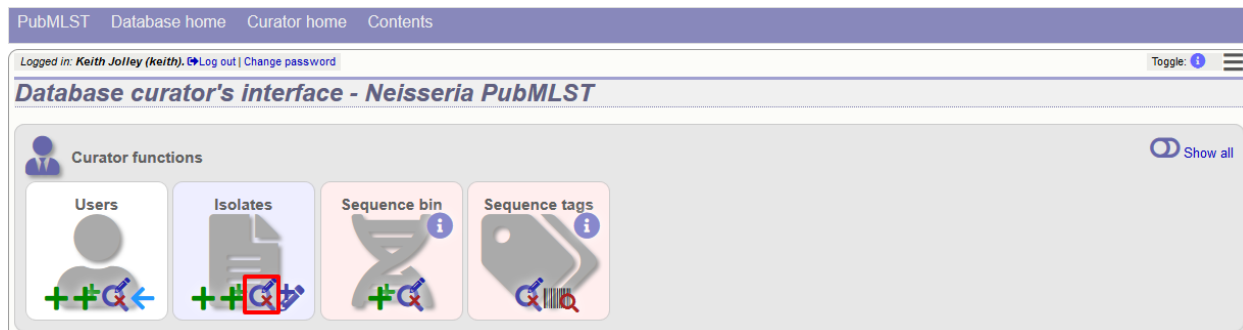 PubMLST Database home Curator home Contents
Logged in: Keith Jolley (keith). Log out | Change password Toggle: i
Database curator's interface - Neisseria PubMLST
Curator functions Show all
Users Isolates Sequence bin Sequence tags